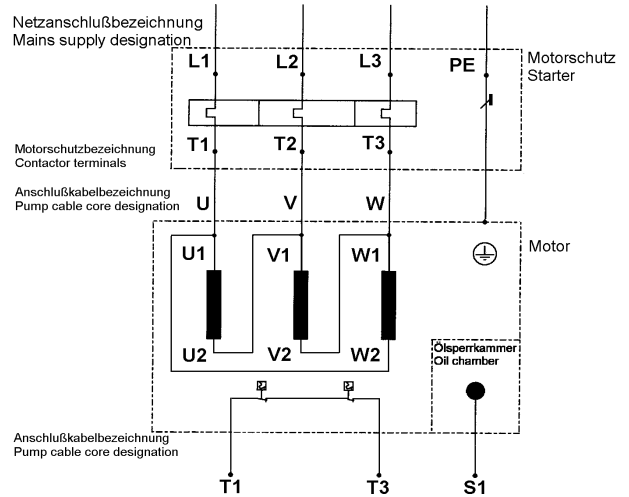 Netzanschlußbezeichnung
Mains supply designation
L1 L2 L3 PE
Motorschutz
Starter
Motorschutzbezeichnung
Contactor terminals
T1 T2 T3
Anschlußkabelbezeichnung
Pump cable core designation
U V W
Motor
U1 V1 W1
U2 V2 W2
Ölsperrkammer
Oil chamber
Anschlußkabelbezeichnung
Pump cable core designation
T1 T3 S1